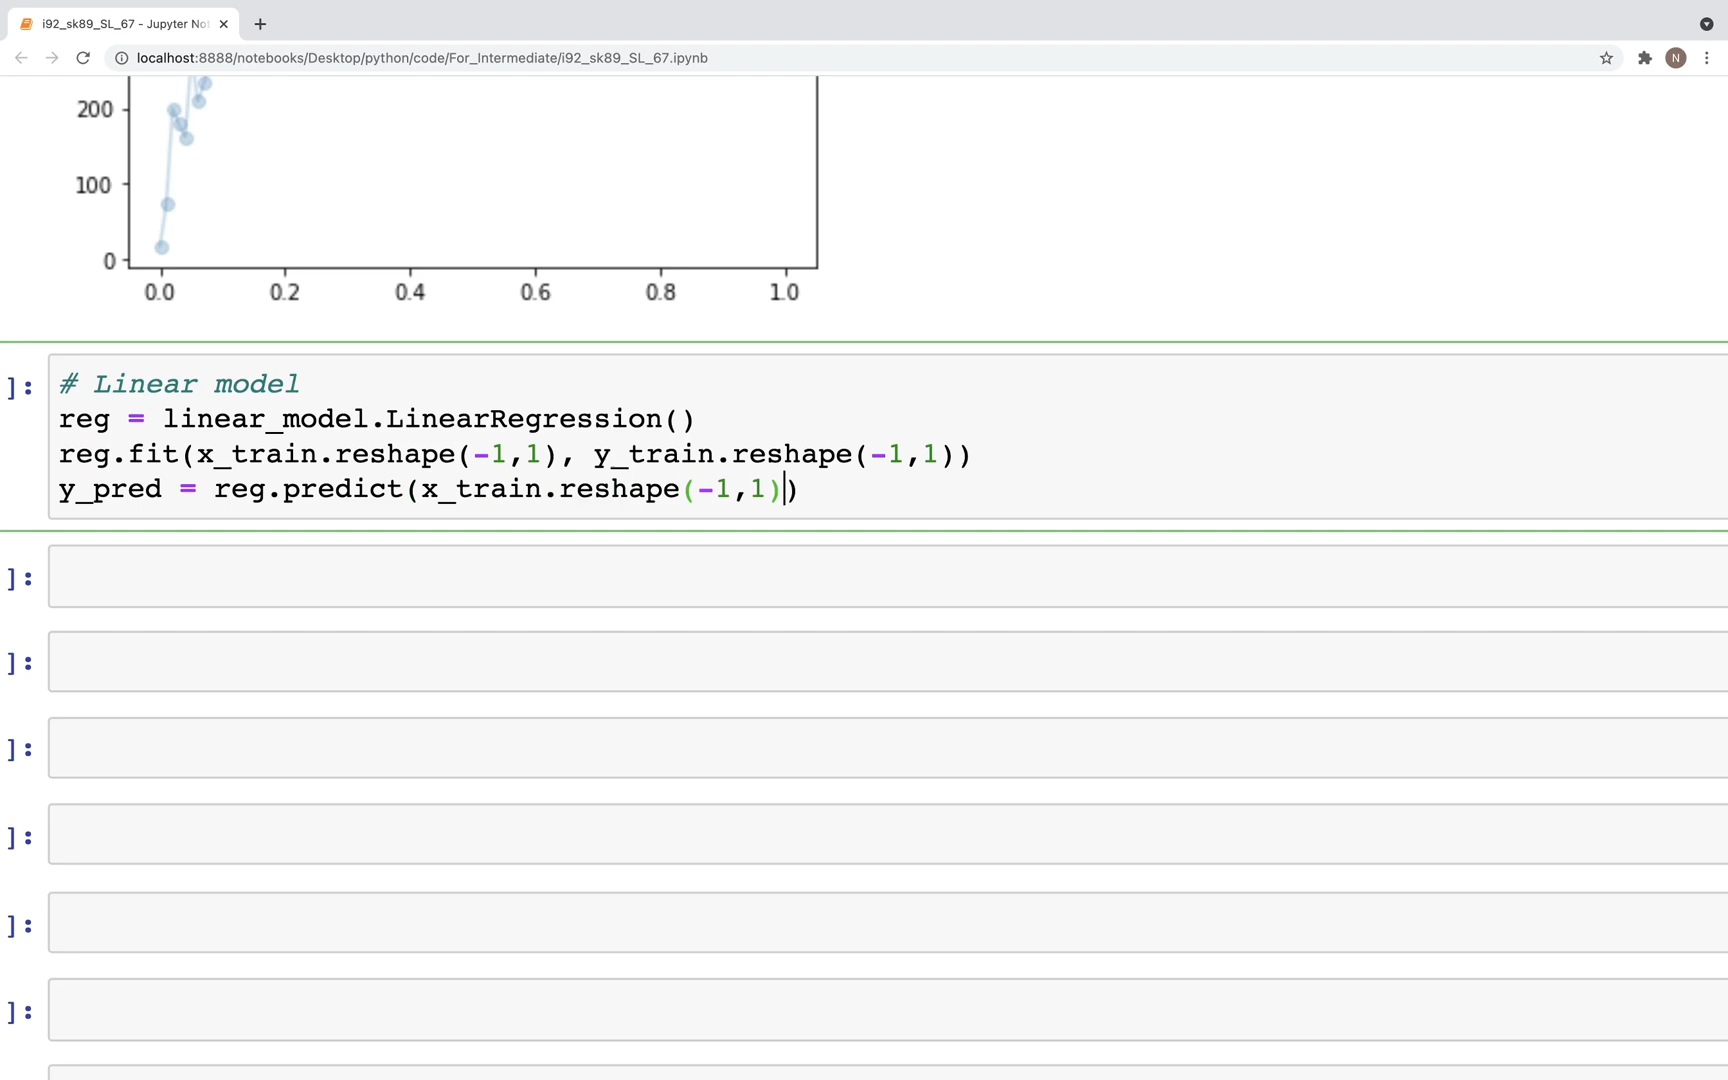 i92_sk89_SL_67 - Jupyter No
localhost:8888/notebooks/Desktop/python/code/For_Intermediate/i92_sk89_SL_67.ipynb
N
200
100
0
0.0 0.2 0.4 0.6 0.8 1.0
]: # Linear model
reg = linear_model.LinearRegression()
reg.fit(x_train.reshape(-1,1), y_train.reshape(-1,1))
y_pred = reg.predict(x_train.reshape(-1,1))
]:
]:
]:
]:
]:
]: